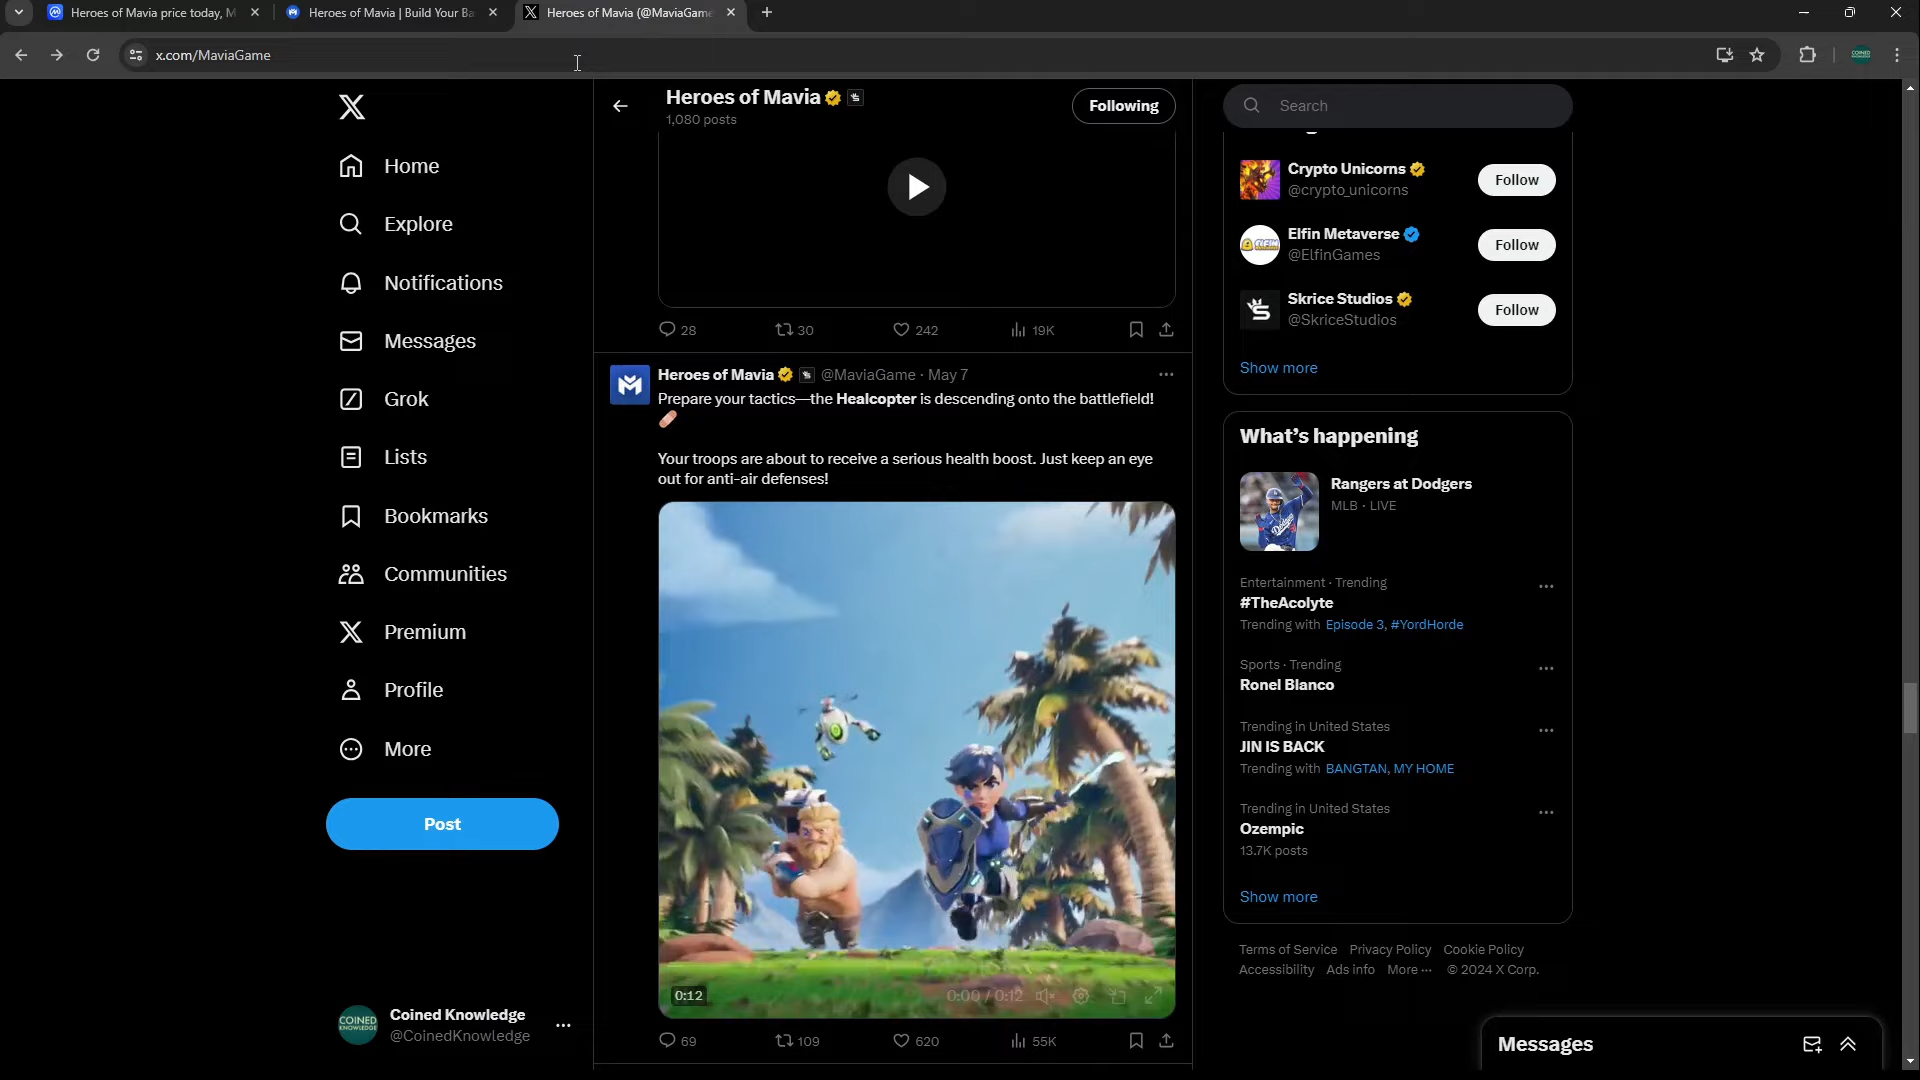 Heroes of Mavia price today, M
Heroes of Mavia | Build Your Ba
Heroes of Mavia (@MaviaGame
x.com/MaviaGame
COINED
KNOWLEDGE
Heroes of Mavia
1,080 posts
Following
Search
Home
Explore
Notifications
Messages
Grok
Lists
Bookmarks
Communities
Premium
Profile
More
Post
Coined Knowledge
@CoinedKnowledge
COINED
KNOWLEDGE
28
30
242
19K
Heroes of Mavia @MaviaGame · May 7
Prepare your tactics—the Healcopter is descending onto the battlefield!
Your troops are about to receive a serious health boost. Just keep an eye
out for anti-air defenses!
0:12
0:00 / 0:12
69
109
620
55K
Crypto Unicorns
@crypto_unicorns
Follow
Elfin Metaverse
@ElfinGames
Follow
Skrice Studios
@SkriceStudios
Follow
Show more
What's happening
Rangers at Dodgers
MLB · LIVE
Entertainment · Trending
#TheAcolyte
Trending with Episode 3, #YordHorde
Sports · Trending
Ronel Blanco
Trending in United States
JIN IS BACK
Trending with BANGTAN, MY HOME
Trending in United States
Ozempic
13.7K posts
Show more
Terms of Service Privacy Policy Cookie Policy
Accessibility Ads info More ··· © 2024 X Corp.
Messages